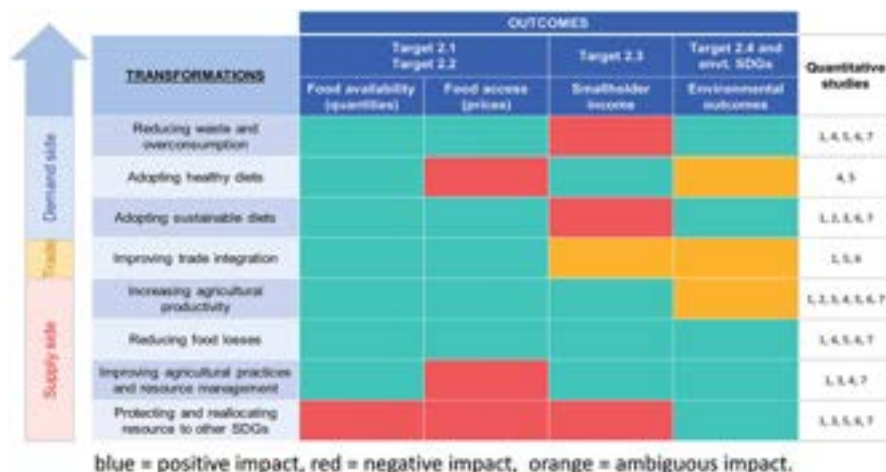 OUTCOMES
TRANSFORMATIONS
Target 2.1
Target 2.2
Target 2.3
Target 2.4 and
envt. SDGs
Quantitative
studies
Food availability
(quantities)
Food access
(prices)
Smallholder
income
Environmental
outcomes
Demand side
Reducing waste and
overconsumption
1, 4, 5, 6, 7
Adopting healthy diets
4, 5
Adopting sustainable diets
1, 2, 3, 6, 7
Trade
Improving trade integration
1, 5, 6
Supply side
Increasing agricultural
productivity
1, 2, 3, 4, 5, 6, 7
Reducing food losses
1, 4, 5, 6, 7
Improving agricultural practices
and resource management
1, 3, 4, 7
Protecting and reallocating
resource to other SDGs
1, 3, 5, 6, 7
blue = positive impact, red = negative impact, orange = ambiguous impact.